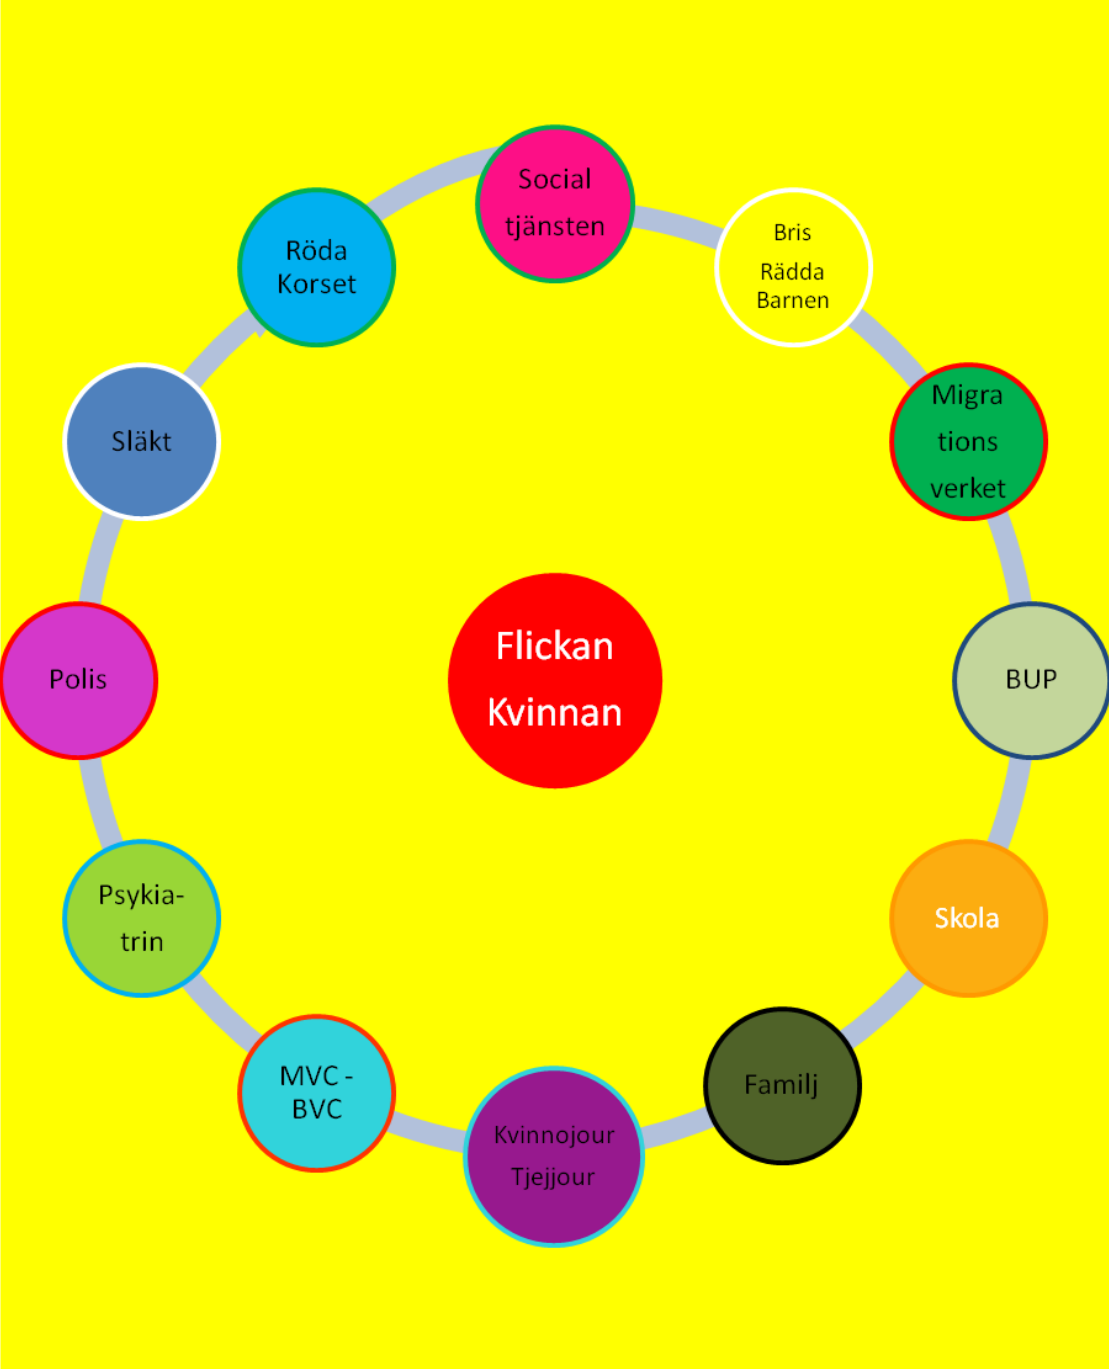 Social
tjänsten
Bris
Rädda
Barnen
Migra
tions
verket
BUP
Skola
Familj
Kvinnojour
Tjejjour
MVC -
BVC
Psykia-
trin
Polis
Släkt
Röda
Korset
Flickan
Kvinnan